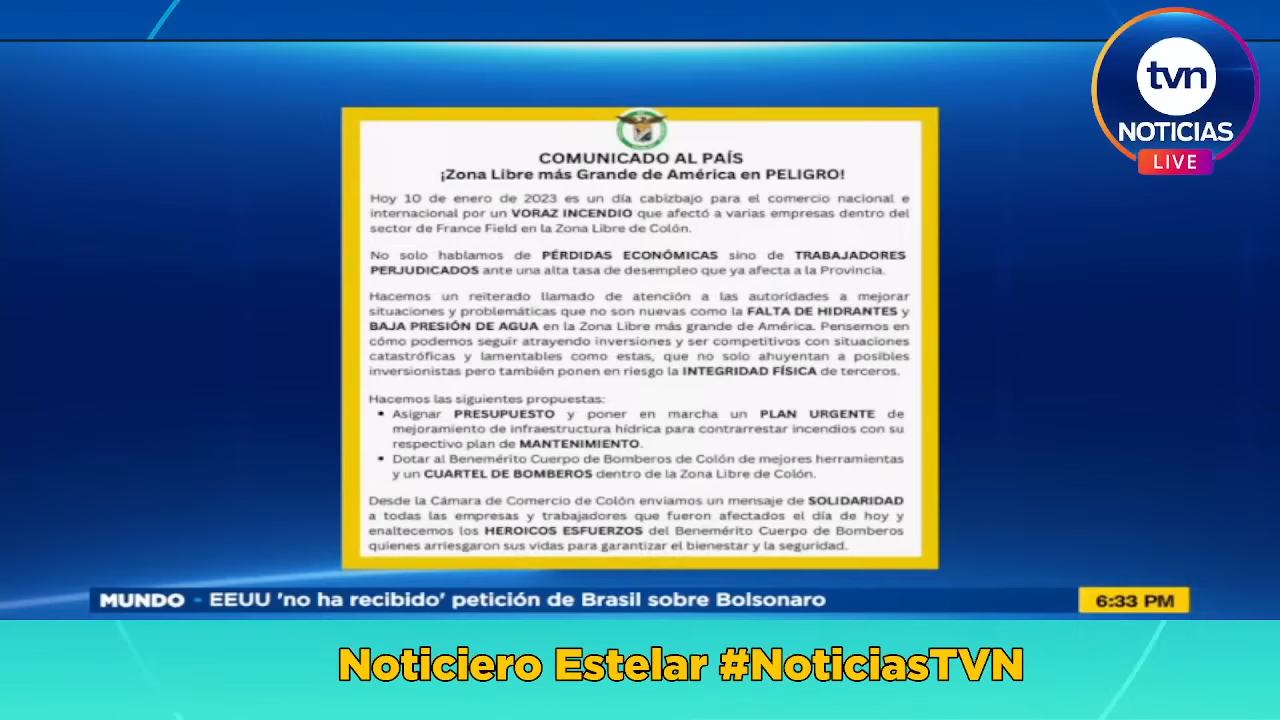 tvn
NOTICIAS
LIVE
COMUNICADO AL PAÍS
¡Zona Libre más Grande de América en PELIGRO!
Hoy 10 de enero de 2023 es un día cabizbajo para el comercio nacional e
internacional por un VORAZ INCENDIO que afectó a varias empresas dentro del
sector de France Field en la Zona Libre de Colón.
No solo hablamos de PÉRDIDAS ECONÓMICAS sino de TRABAJADORES
PERJUDICADOS ante una alta tasa de desempleo que ya afecta a la Provincia.
Hacemos un reiterado llamado de atención a las autoridades a mejorar
situaciones y problemáticas que no son nuevas como la FALTA DE HIDRANTES y
BAJA PRESIÓN DE AGUA en la Zona Libre más grande de América. Pensemos en
cómo podemos seguir atrayendo inversiones y ser competitivos con situaciones
catastróficas y lamentables como estas, que no solo ahuyentan a posibles
inversionistas pero también ponen en riesgo la INTEGRIDAD FÍSICA de terceros.
Hacemos las siguientes propuestas:
• Asignar PRESUPUESTO y poner en marcha un PLAN URGENTE de
mejoramiento de infraestructura hídrica para contrarrestar incendios con su
respectivo plan de MANTENIMIENTO.
• Dotar al Benemérito Cuerpo de Bomberos de Colón de mejores herramientas
y un CUARTEL DE BOMBEROS dentro de la Zona Libre de Colón.
Desde la Cámara de Comercio de Colón enviamos un mensaje de SOLIDARIDAD
a todas las empresas y trabajadores que fueron afectados el día de hoy y
enaltecemos los HEROICOS ESFUERZOS del Benemérito Cuerpo de Bomberos
quienes arriesgaron sus vidas para garantizar el bienestar y la seguridad.
MUNDO - EEUU 'no ha recibido' petición de Brasil sobre Bolsonaro
6:33 PM
Noticiero Estelar #NoticiasTVN